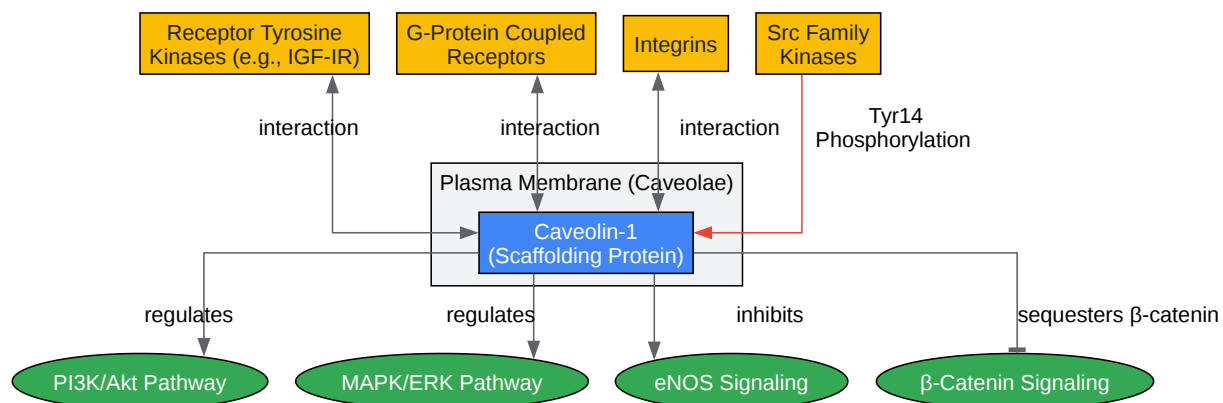 Receptor Tyrosine
Kinases (e.g., IGF-IR)
G-Protein Coupled
Receptors
Integrins
Src Family
Kinases
interaction
interaction
interaction
Tyr14
Phosphorylation
Plasma Membrane (Caveolae)
Caveolin-1
(Scaffolding Protein)
regulates
regulates
inhibits
sequesters β-catenin
PI3K/Akt Pathway
MAPK/ERK Pathway
eNOS Signaling
β-Catenin Signaling